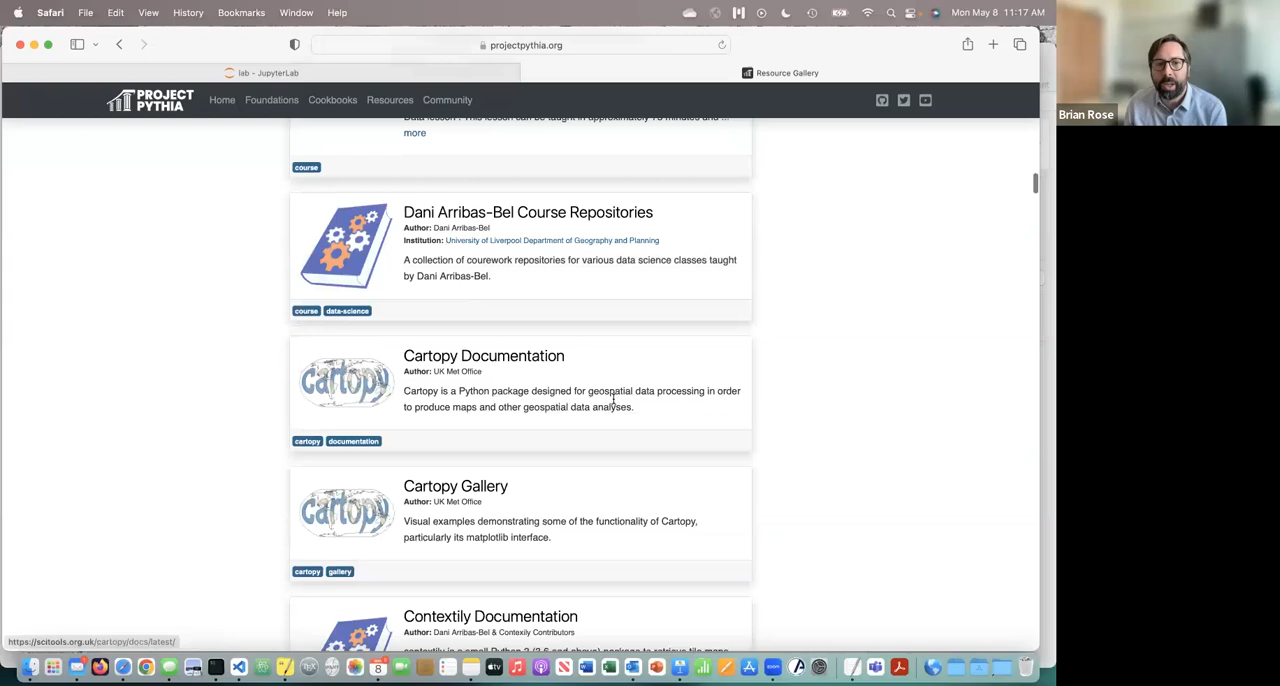 Safari File Edit View History Bookmarks Window Help Mon May 8 11:17 AM
projectpythia.org
lab - JupyterLab Resource Gallery
PROJECT PYTHIA Home Foundations Cookbooks Resources Community
more
course
Dani Arribas-Bel Course Repositories
Author: Dani Arribas-Bel
Institution: University of Liverpool Department of Geography and Planning
A collection of courework repositories for various data science classes taught
by Dani Arribas-Bel.
course data-science
cartopy
Cartopy Documentation
Author: UK Met Office
Cartopy is a Python package designed for geospatial data processing in order
to produce maps and other geospatial data analyses.
cartopy documentation
cartopy
Cartopy Gallery
Author: UK Met Office
Visual examples demonstrating some of the functionality of Cartopy,
particularly its matplotlib interface.
cartopy gallery
Contextily Documentation
Author: Dani Arribas-Bel & Contexily Contributors
https://scitools.org.uk/cartopy/docs/latest/
Brian Rose